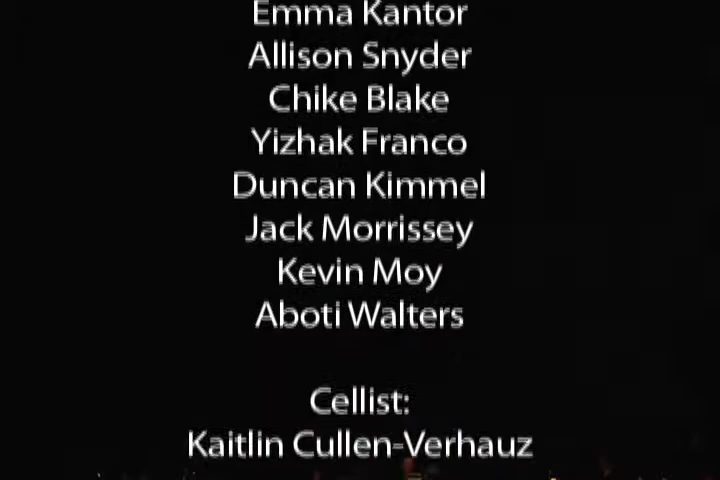 Emma Kantor
Allison Snyder
Chike Blake
Yizhak Franco
Duncan Kimmel
Jack Morrissey
Kevin Moy
Aboti Walters
Cellist:
Kaitlin Cullen-Verhauz